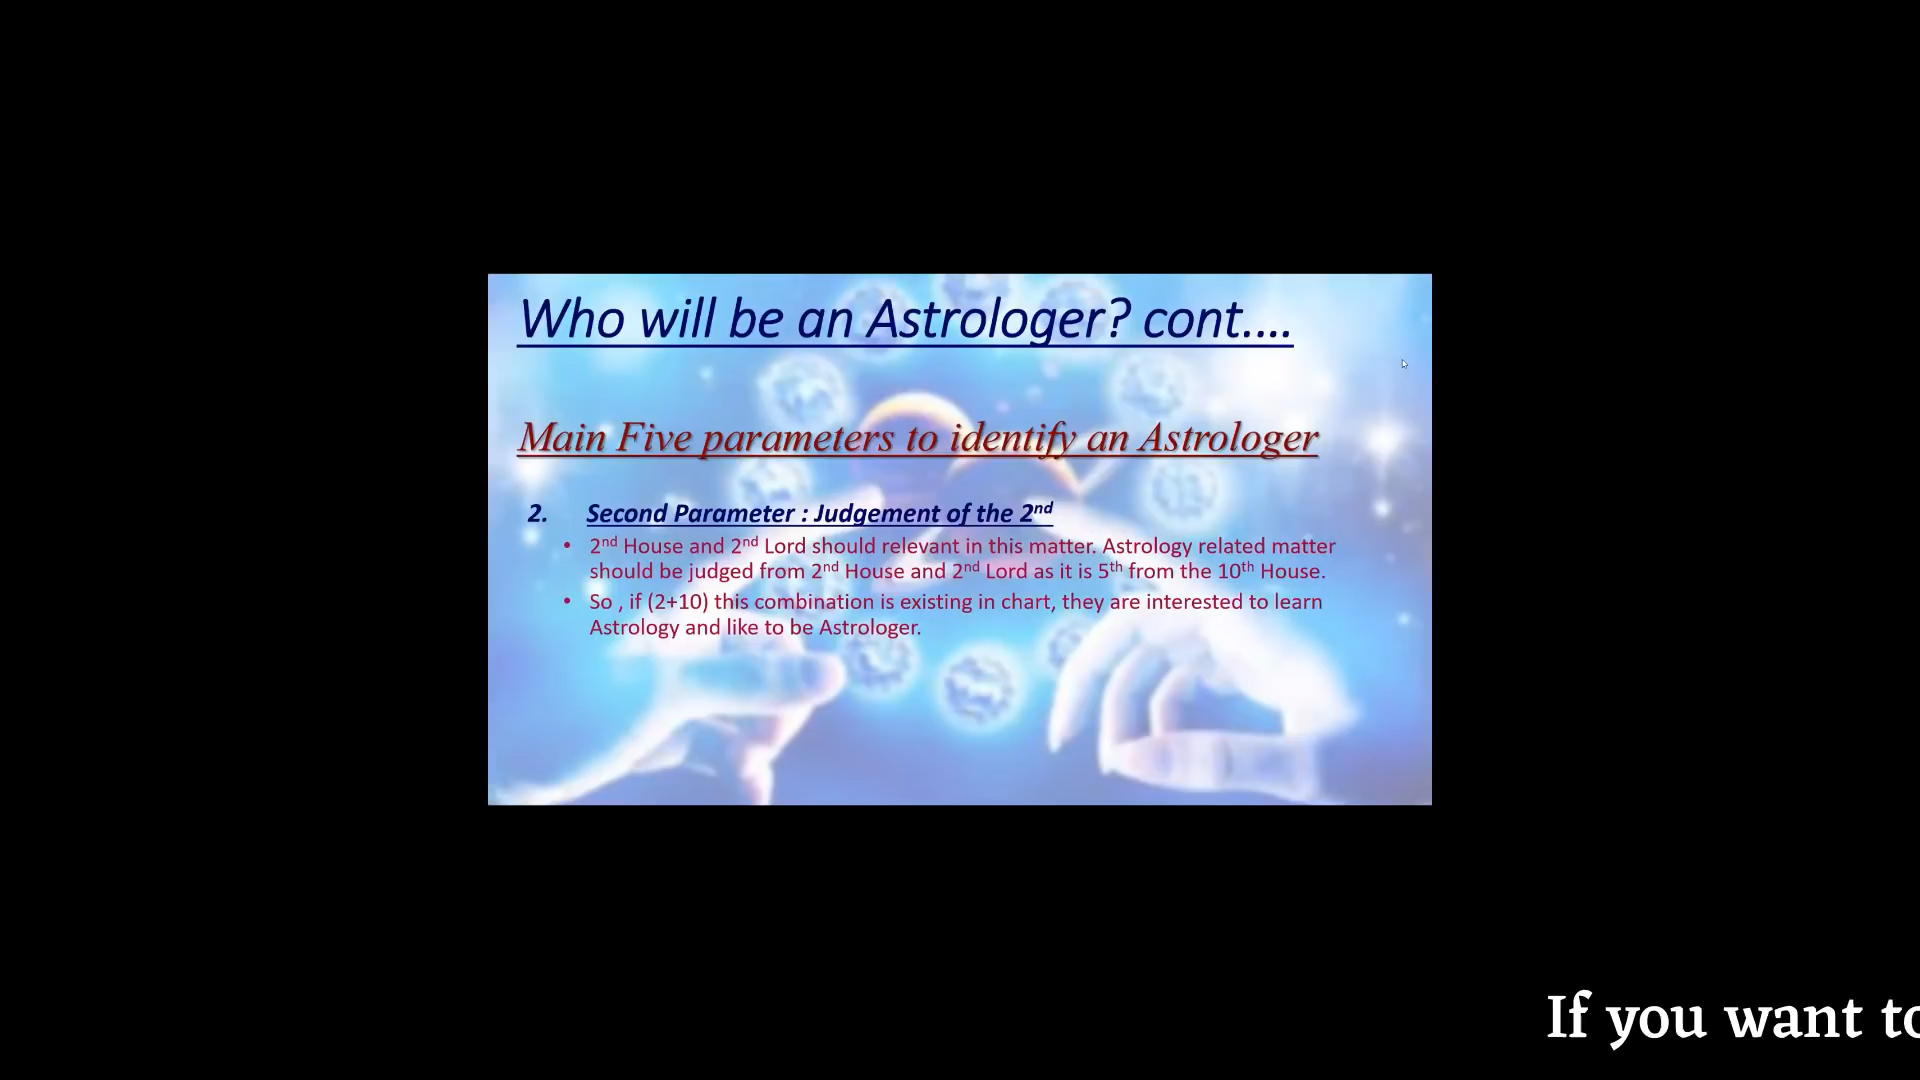 Who will be an Astrologer? cont....
Main Five parameters to identify an Astrologer
2. Second Parameter : Judgement of the 2nd
• 2nd House and 2nd Lord should relevant in this matter. Astrology related matter
should be judged from 2nd House and 2nd Lord as it is 5th from the 10th House.
• So , if (2+10) this combination is existing in chart, they are interested to learn
Astrology and like to be Astrologer.
If you want to